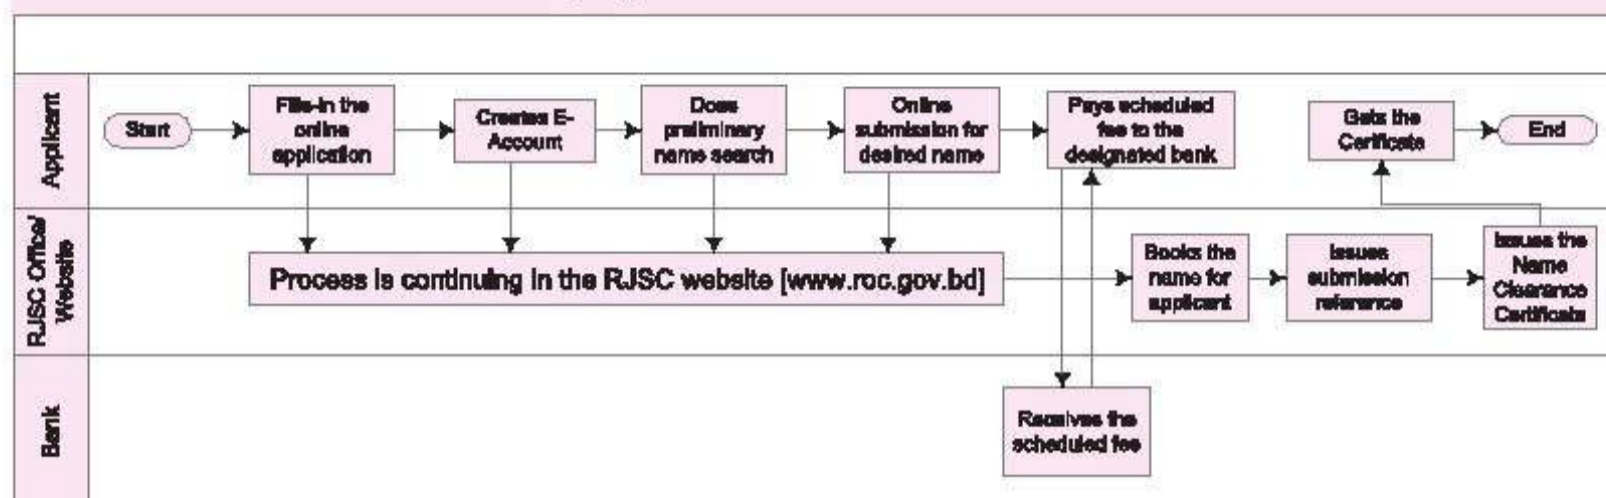 Applicant
Start
Fills-in the
online
application
Creates E-
Account
Does
preliminary
name search
Online
submission for
desired name
Pays scheduled
fee to the
designated bank
Gets the
Certificate
End
RJSC Office/
Website
Process is continuing in the RJSC website [www.roc.gov.bd]
Books the
name for
applicant
Issues
submission
reference
Issues the
Name
Clearance
Certificate
Bank
Receives the
scheduled fee